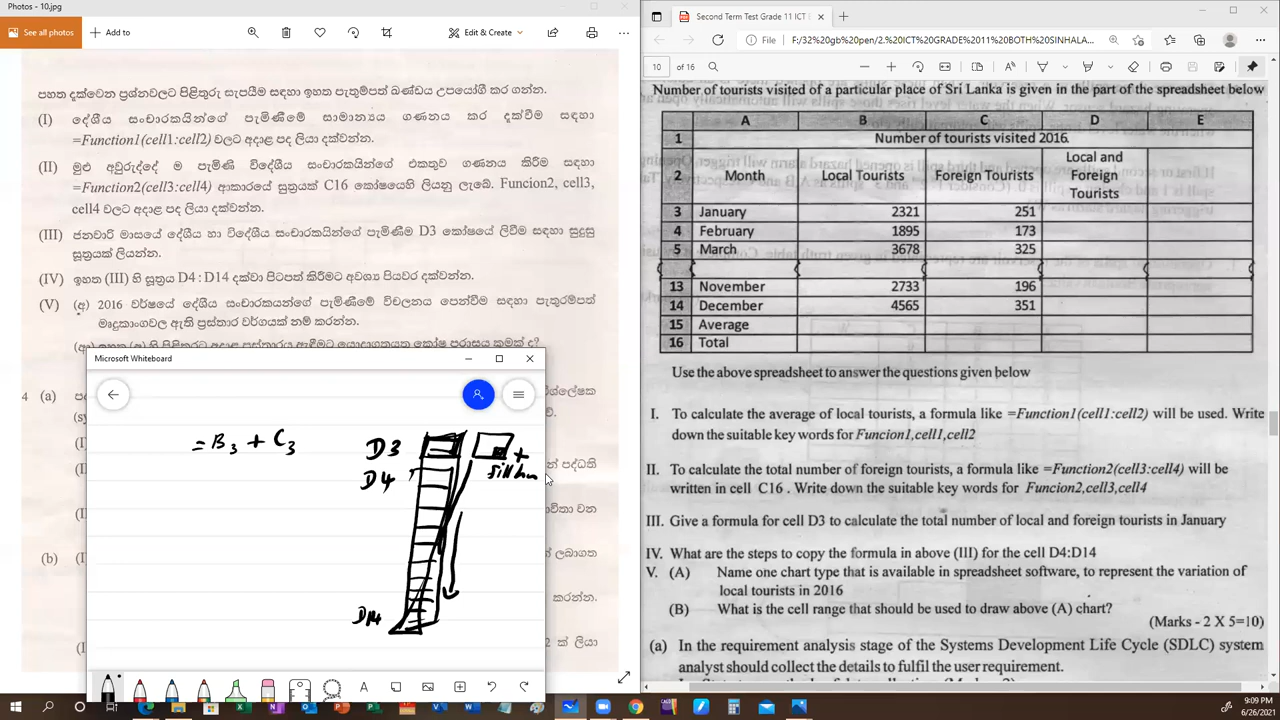 Photos - 10.jpg
See all photos
Add to
Edit & Create
පහත දැක්වෙන ප්‍රශ්නවලට පිළිතුරු සැපයීම සඳහා ඉහත පැතුම්පත් ඛණ්ඩය උපයෝගී කර ගන්න.
(I) දේශීය සංචාරකයින්ගේ පැමිණීමේ සාමාන්‍යය ගණනය කර දැක්වීම සඳහා
=Function1(cell1:cell2) වලට අදාළ පද ලියා දක්වන්න.
(II) මුළු අවුරුද්දේ ම පැමිණි විදේශීය සංචාරකයින්ගේ එකතුව ගණනය කිරීම සඳහා
=Function2(cell3:cell4) ආකාරයේ සූත්‍රයක් C16 කෝෂයෙහි ලියනු ලැබේ. Funcion2, cell3,
cell4 වලට අදාළ පද ලියා දක්වන්න.
(III) ජනවාරි මාසයේ දේශීය හා විදේශීය සංචාරකයින්ගේ පැමිණීම D3 කෝෂයේ ලිවීම සඳහා සුදුසු
සූත්‍රයක් ලියන්න.
(IV) ඉහත (III) හි සූත්‍රය D4 : D14 දක්වා පිටපත් කිරීමට අවශ්‍ය පියවර දක්වන්න.
(V) (අ) 2016 වර්ෂයේ දේශීය සංචාරකයන්ගේ පැමිණීමේ විචලනය පෙන්වීම සඳහා පැතුරුම්පත්
මෘදුකාංගවල ඇති ප්‍රස්තාර වර්ගයක් නම් කරන්න.
4 (a)
(b)
Microsoft Whiteboard
= B3 + C3
D3
D4
D14
+
Second Term Test Grade 11 ICT
File
F:/32%20gb%20pen/2.%20ICT%20GRADE%2011%20BOTH%20SINHALA...
10 of 16
Number of tourists visited of a particular place of Sri Lanka is given in the part of the spreadsheet below
A B C D E
1 Number of tourists visited 2016.
2 Month Local Tourists Foreign Tourists Local and Foreign Tourists
3 January 2321 251
4 February 1895 173
5 March 3678 325
13 November 2733 196
14 December 4565 351
15 Average
16 Total
Use the above spreadsheet to answer the questions given below
I. To calculate the average of local tourists, a formula like =Function1(cell1:cell2) will be used. Write
down the suitable key words for Funcion1,cell1,cell2
II. To calculate the total number of foreign tourists, a formula like =Function2(cell3:cell4) will be
written in cell C16 . Write down the suitable key words for Funcion2,cell3,cell4
III. Give a formula for cell D3 to calculate the total number of local and foreign tourists in January
IV. What are the steps to copy the formula in above (III) for the cell D4:D14
V. (A) Name one chart type that is available in spreadsheet software, to represent the variation of
local tourists in 2016
(B) What is the cell range that should be used to draw above (A) chart?
(Marks - 2 X 5=10)
(a) In the requirement analysis stage of the Systems Development Life Cycle (SDLC) system
analyst should collect the details to fulfil the user requirement.
9:09 PM
6/26/2021